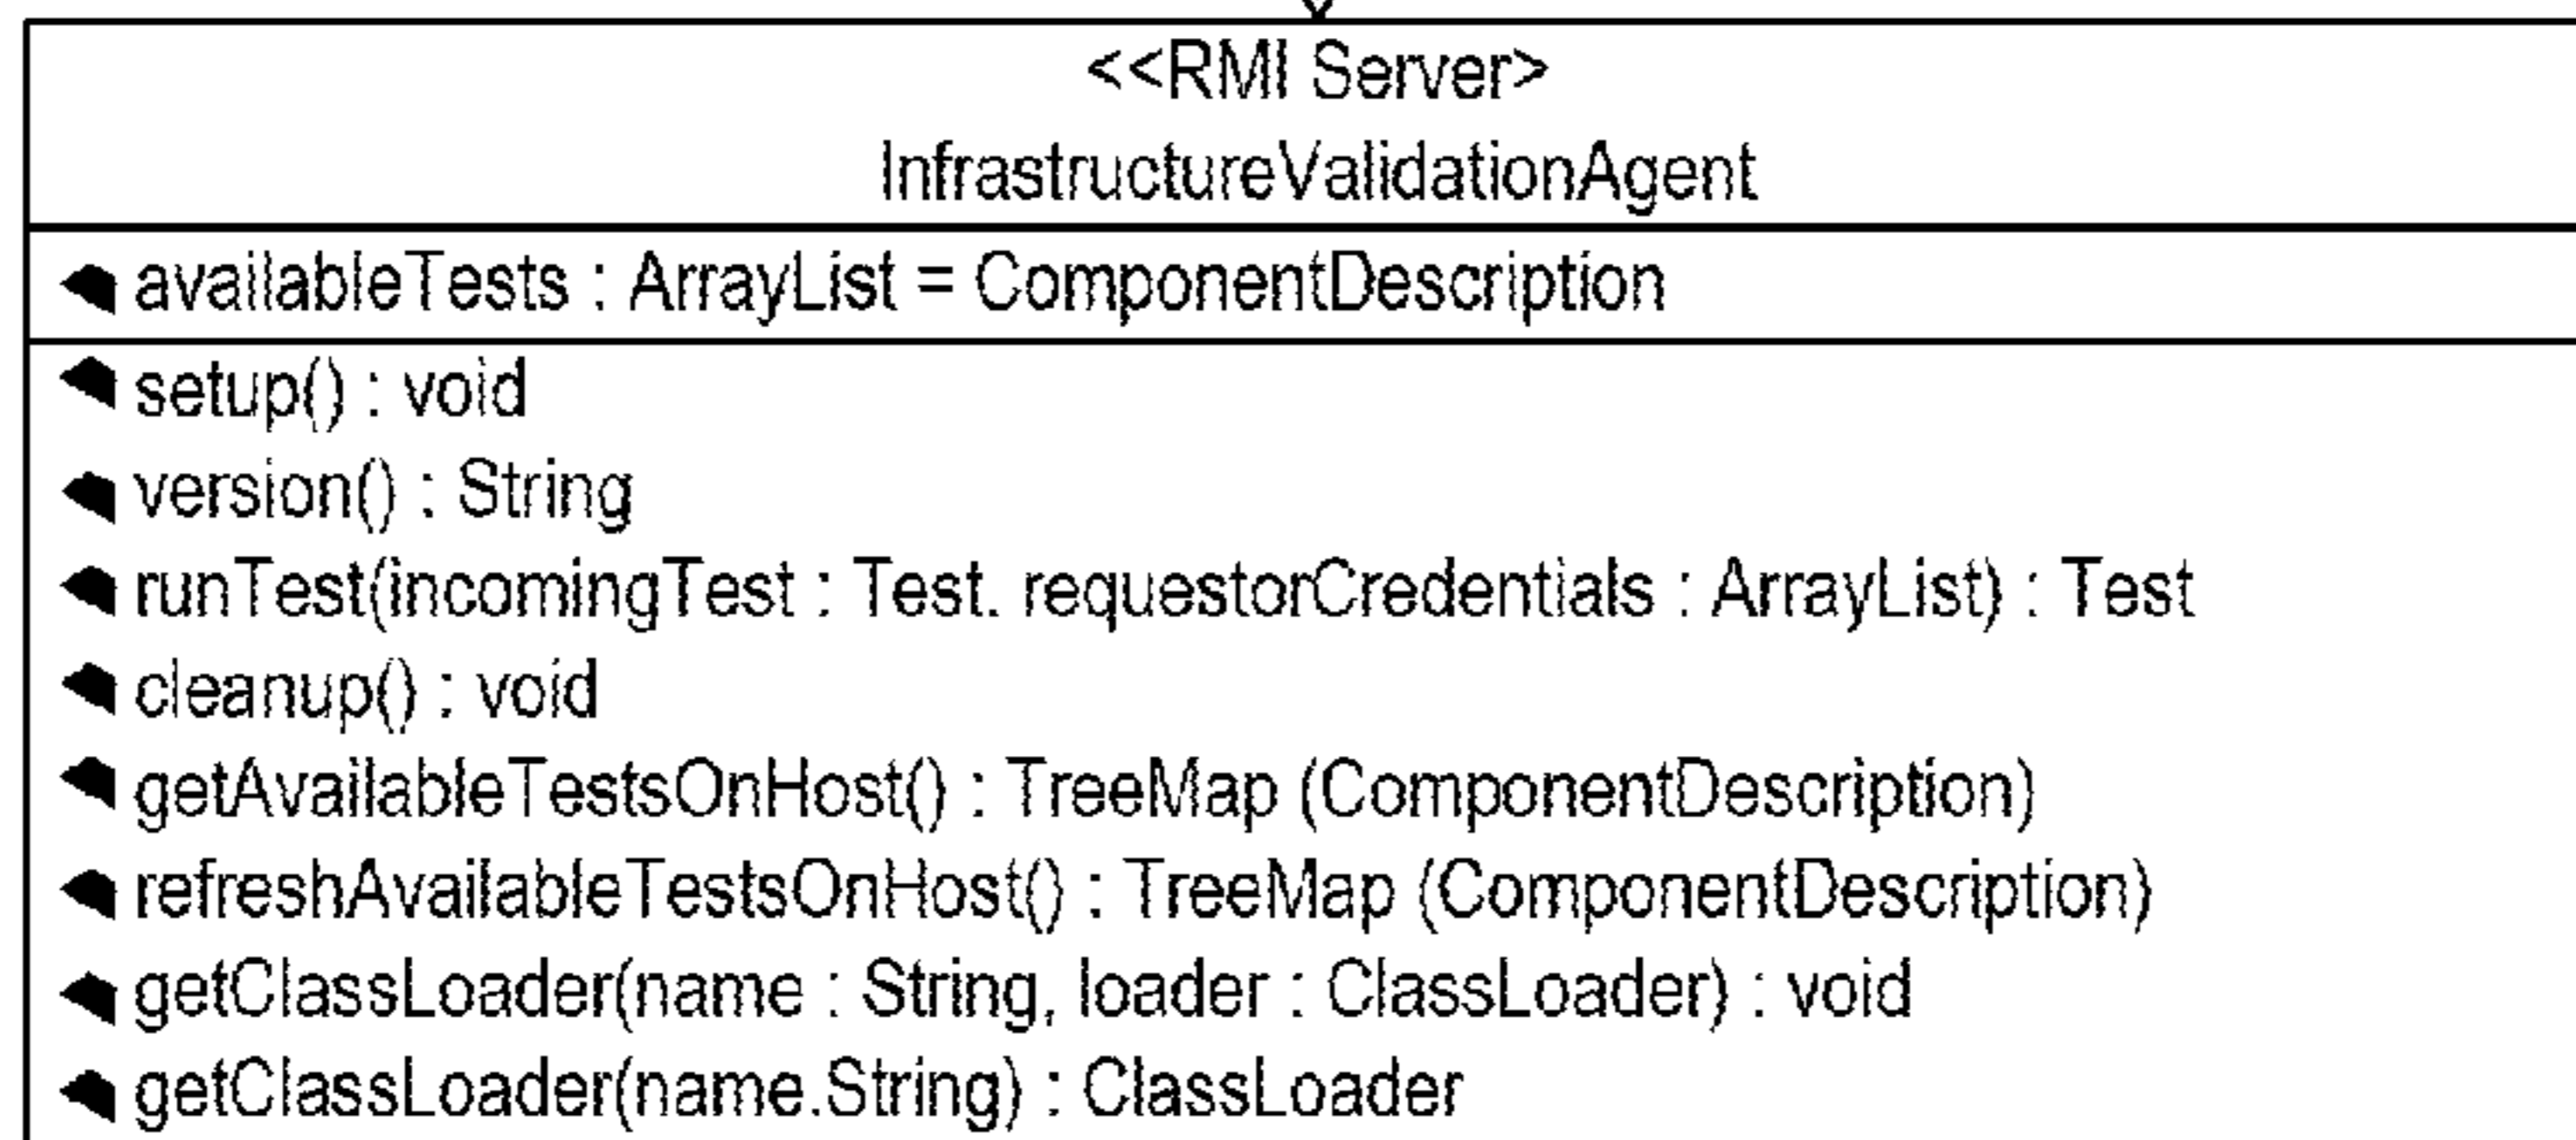 <<RMI Server>
InfrastructureValidationAgent
availableTests : ArrayList = ComponentDescription
setup() : void
version() : String
runTest(incomingTest : Test. requestorCredentials : ArrayList) : Test
cleanup() : void
getAvailableTestsOnHost() : TreeMap (ComponentDescription)
refreshAvailableTestsOnHost() : TreeMap (ComponentDescription)
getClassLoader(name : String, loader : ClassLoader) : void
getClassLoader(name.String) : ClassLoader